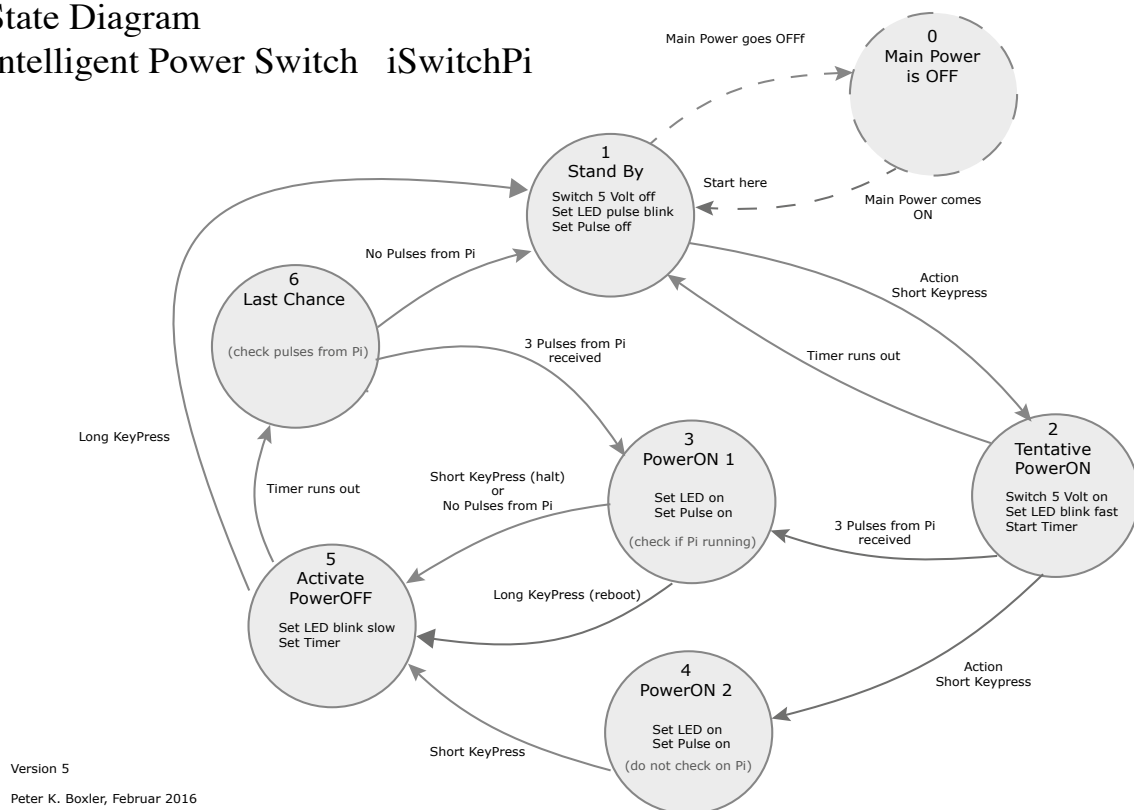 State Diagram
Intelligent Power Switch iSwitchPi
Main Power goes OFFf
0
Main Power
is OFF
1
Stand By
Switch 5 Volt off
Set LED pulse blink
Set Pulse off
Start here
Main Power comes
ON
No Pulses from Pi
Action
Short Keypress
6
Last Chance
(check pulses from Pi)
3 Pulses from Pi
received
Timer runs out
Long KeyPress
3
PowerON 1
Set LED on
Set Pulse on
(check if Pi running)
2
Tentative
PowerON
Switch 5 Volt on
Set LED blink fast
Start Timer
Timer runs out
Short KeyPress (halt)
or
No Pulses from Pi
3 Pulses from Pi
received
5
Activate
PowerOFF
Set LED blink slow
Set Timer
Long KeyPress (reboot)
4
PowerON 2
Set LED on
Set Pulse on
(do not check on Pi)
Action
Short Keypress
Short KeyPress
Version 5
Peter K. Boxler, Februar 2016